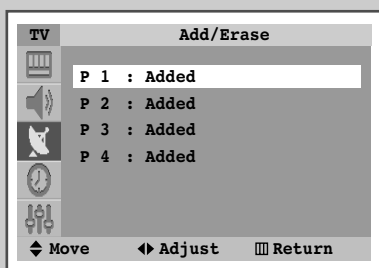 TV Add/Erase
P 1 : Added
P 2 : Added
P 3 : Added
P 4 : Added
Move Adjust Return